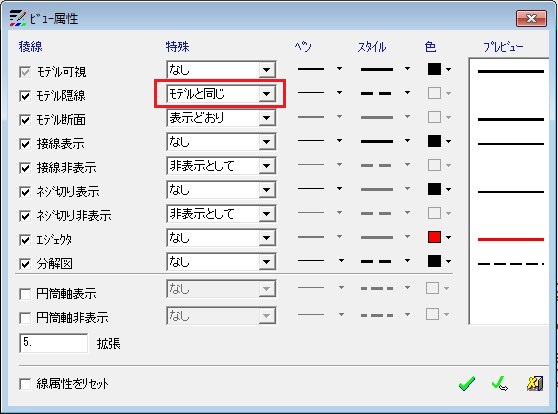 ビュー属性
稜線 特殊 ペン スタイル 色 プレビュー
モデル可視 なし
モデル隠線 モデルと同じ
モデル断面 表示どおり
接線表示 なし
接線非表示 非表示として
ネジ切り表示 なし
ネジ切り非表示 非表示として
エジェクタ なし
分解図 なし
円筒軸表示 なし
円筒軸非表示 なし
5. 拡張
線属性をリセット